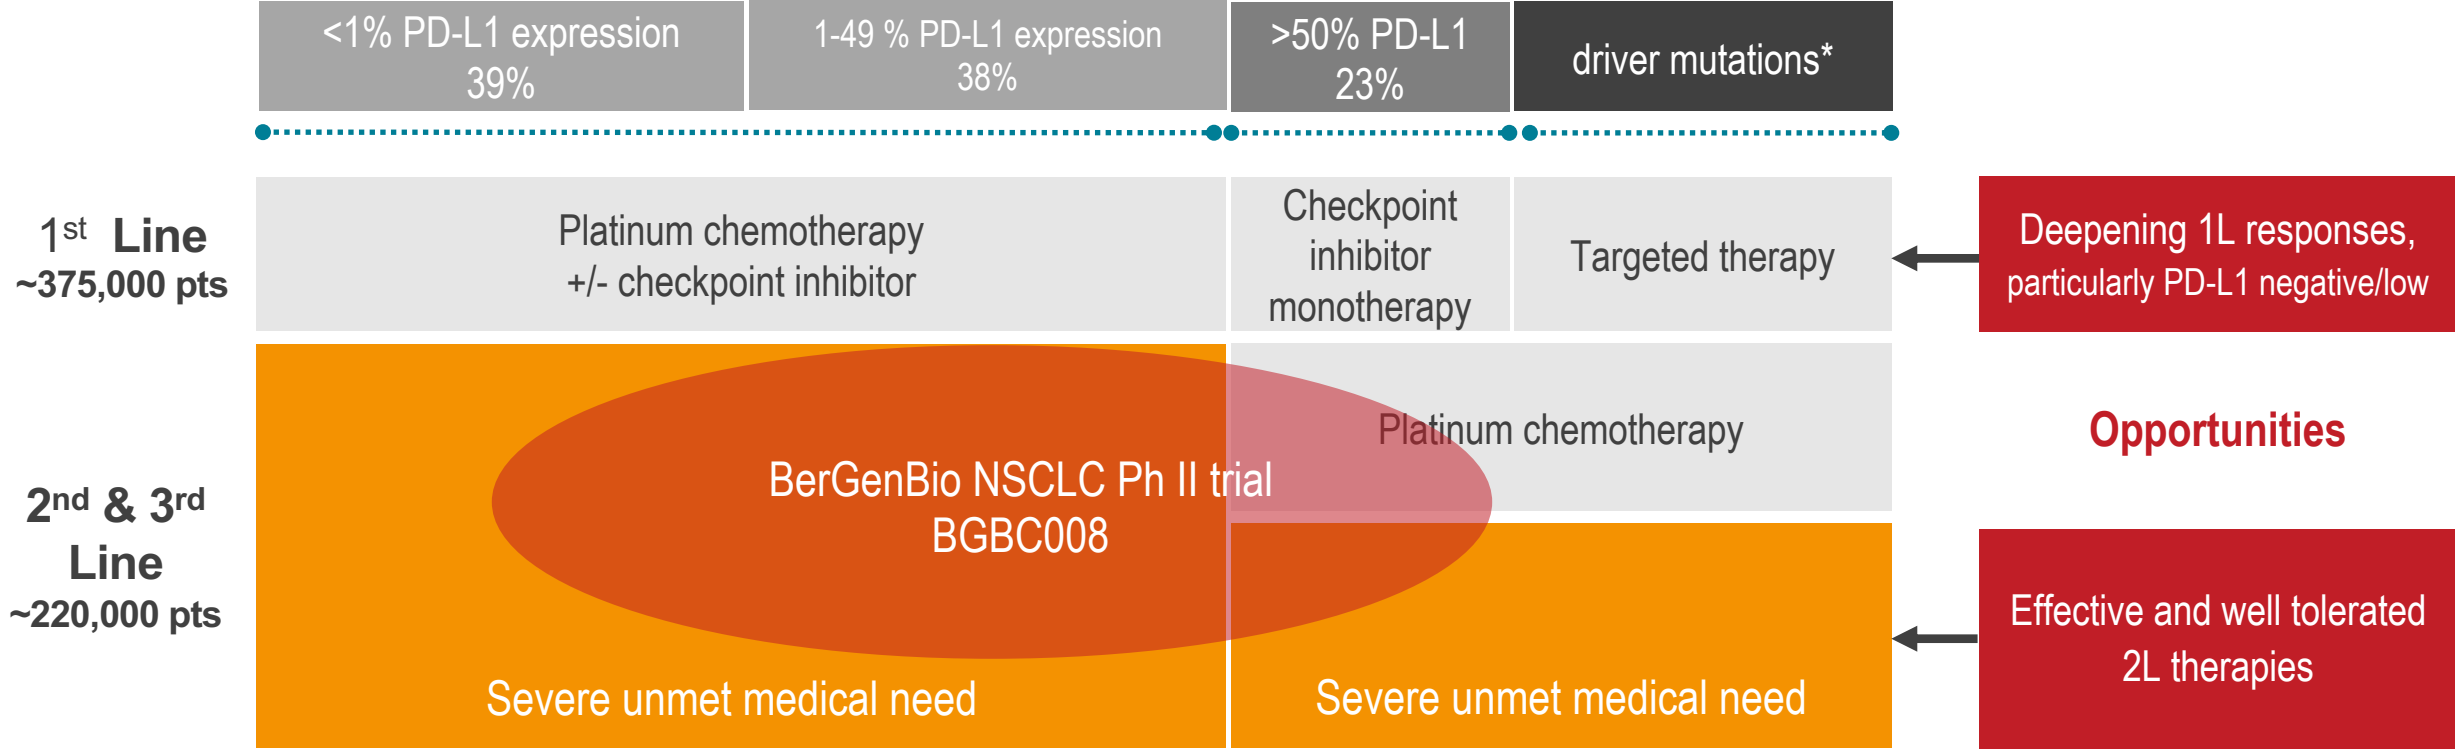 <1% PD-L1 expression
39%
1-49 % PD-L1 expression
38%
>50% PD-L1
23%
driver mutations*
1st Line
~375,000 pts
Platinum chemotherapy
+/- checkpoint inhibitor
Checkpoint
inhibitor
monotherapy
Targeted therapy
Deepening 1L responses,
particularly PD-L1 negative/low
2nd & 3rd
Line
~220,000 pts
BerGenBio NSCLC Ph II trial
BGBC008
Severe unmet medical need
Platinum chemotherapy
Severe unmet medical need
Opportunities
Effective and well tolerated
2L therapies